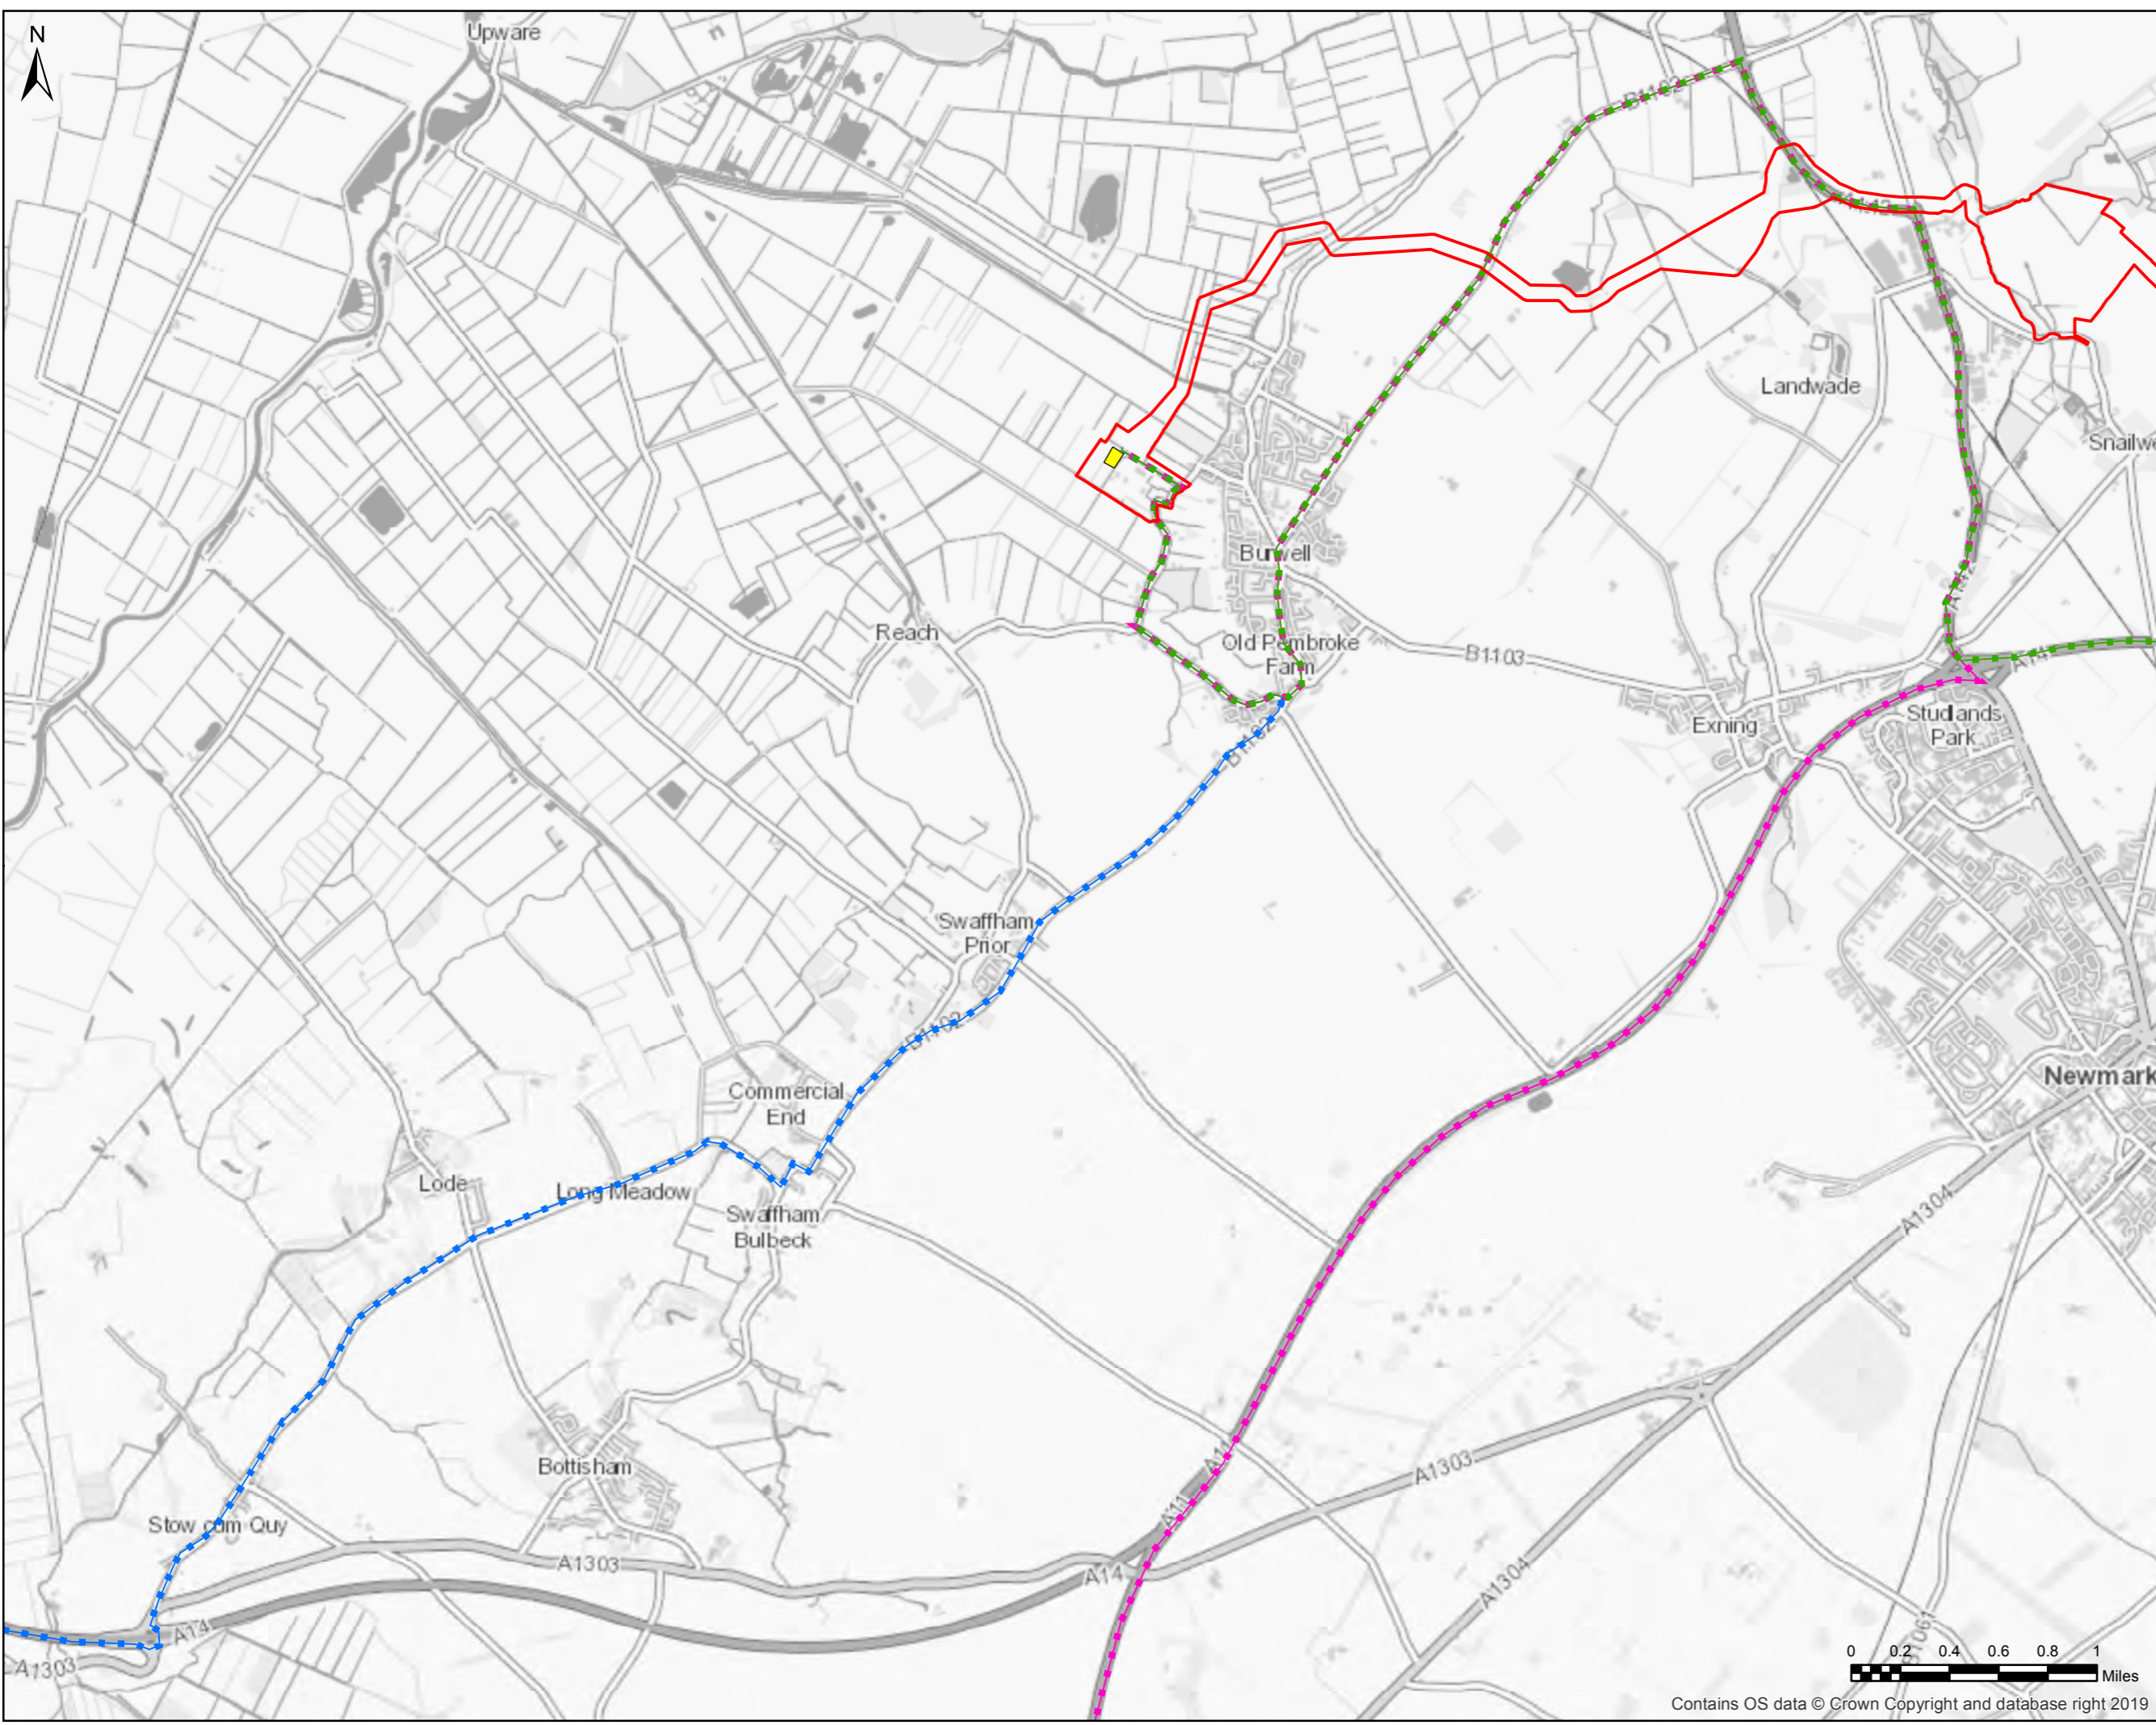 Upware
N
B1102
Landwade
Snailwe
Burwell
Reach
Old Pembroke
Farm
B1103
Exning
Studlands
Park
B1102
Swaffham
Prior
B1102
Commercial
End
Newmark
Lode
Long Meadow
Swaffham
Bulbeck
A1304
Bottisham
A1303
Stow cum Quy
A11
A1303
A14
A1304
A14
A1303
0 0.2 0.4 0.6 0.8 1
Miles
Contains OS data © Crown Copyright and database right 2019